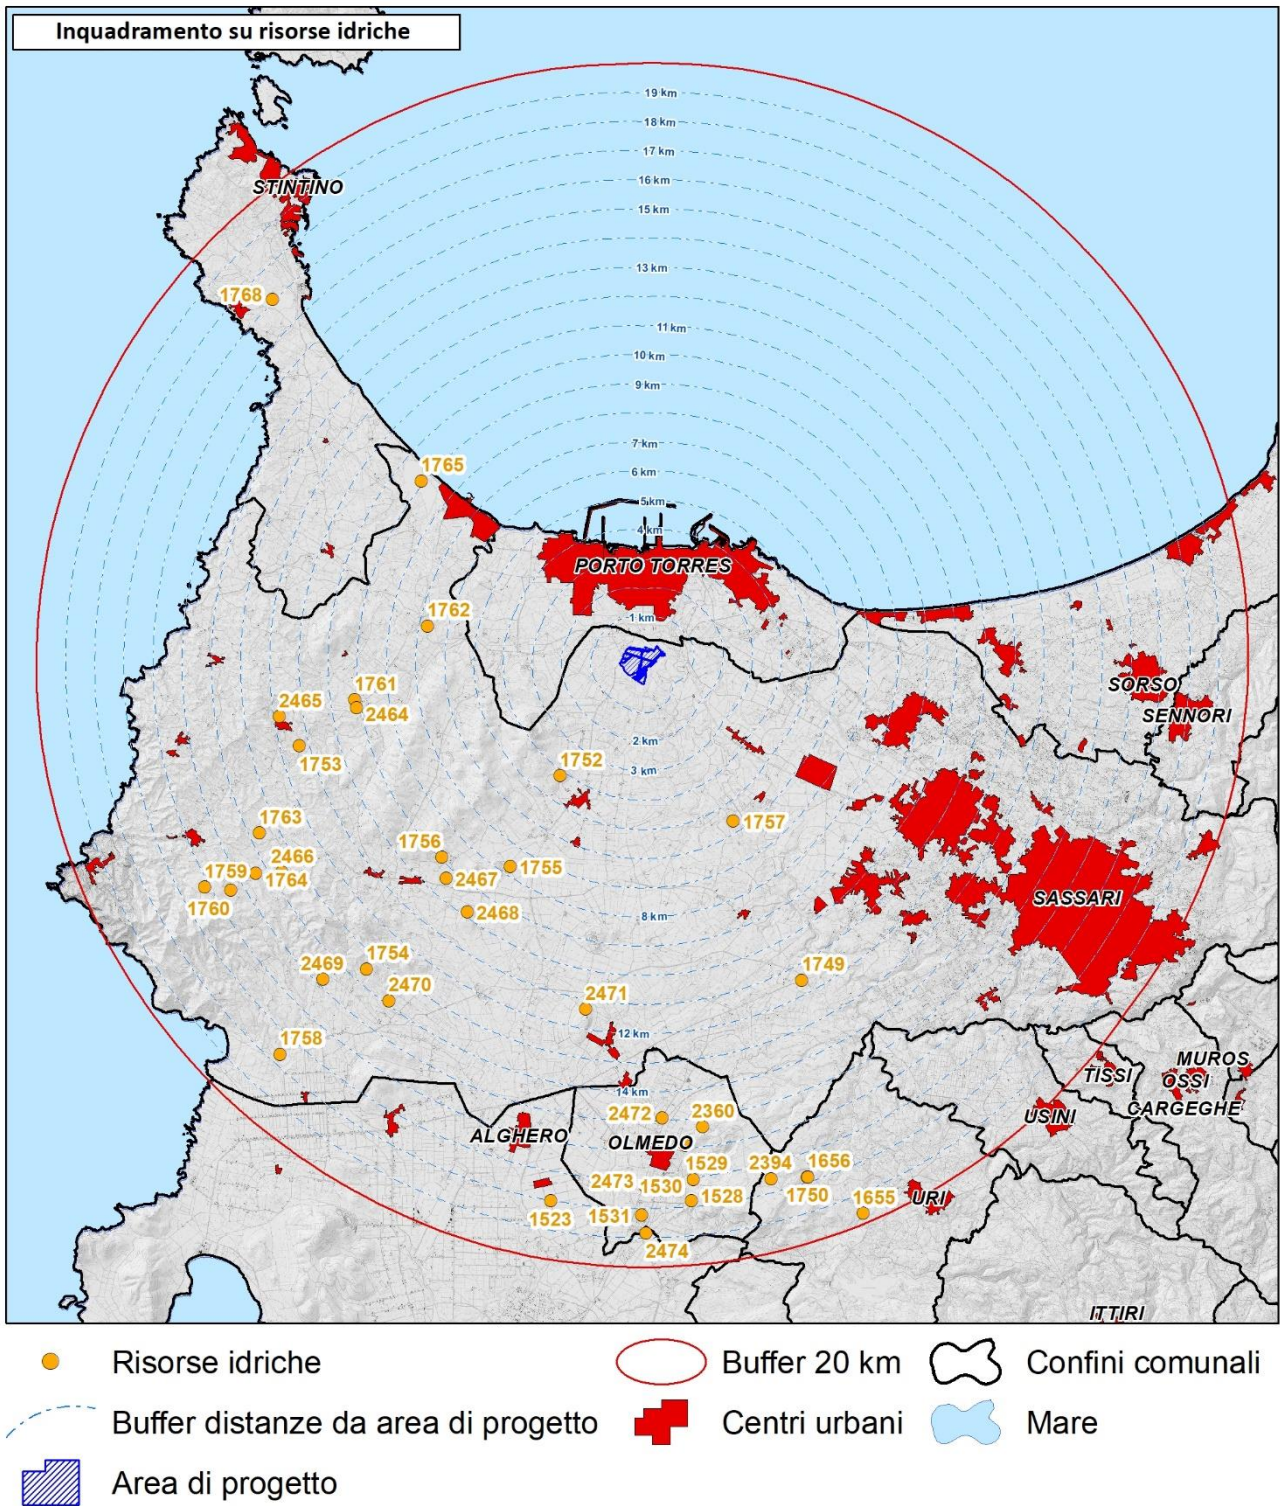 Inquadramento su risorse idriche
19 km
18 km
17 km
16 km
15 km
STINTINO
13 km
1768
11 km
10 km
9 km
7 km
1765
6 km
5 km
4 km
PORTO TORRES
1 km
1762
SORSO
1761
2465
2464
SENNORI
2 km
1753
1752
3 km
1757
1763
1756
2466
1755
1759
1764
2467
1760
SASSARI
2468
8 km
1754
2469
1749
2470
2471
12 km
1758
MUROS
TISSI
OSSI
14 km
CARGEGHE
2472
2360
USINI
ALGHERO
OLMEDO
1529
2394
1656
2473
1530
1750
URI
1528
1655
1523
1531
2474
ITTIRI
Risorse idriche
Buffer 20 km
Confini comunali
Buffer distanze da area di progetto
Centri urbani
Mare
Area di progetto